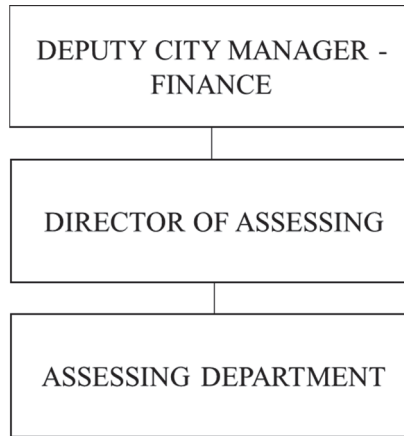 DEPUTY CITY MANAGER -
FINANCE
DIRECTOR OF ASSESSING
ASSESSING DEPARTMENT